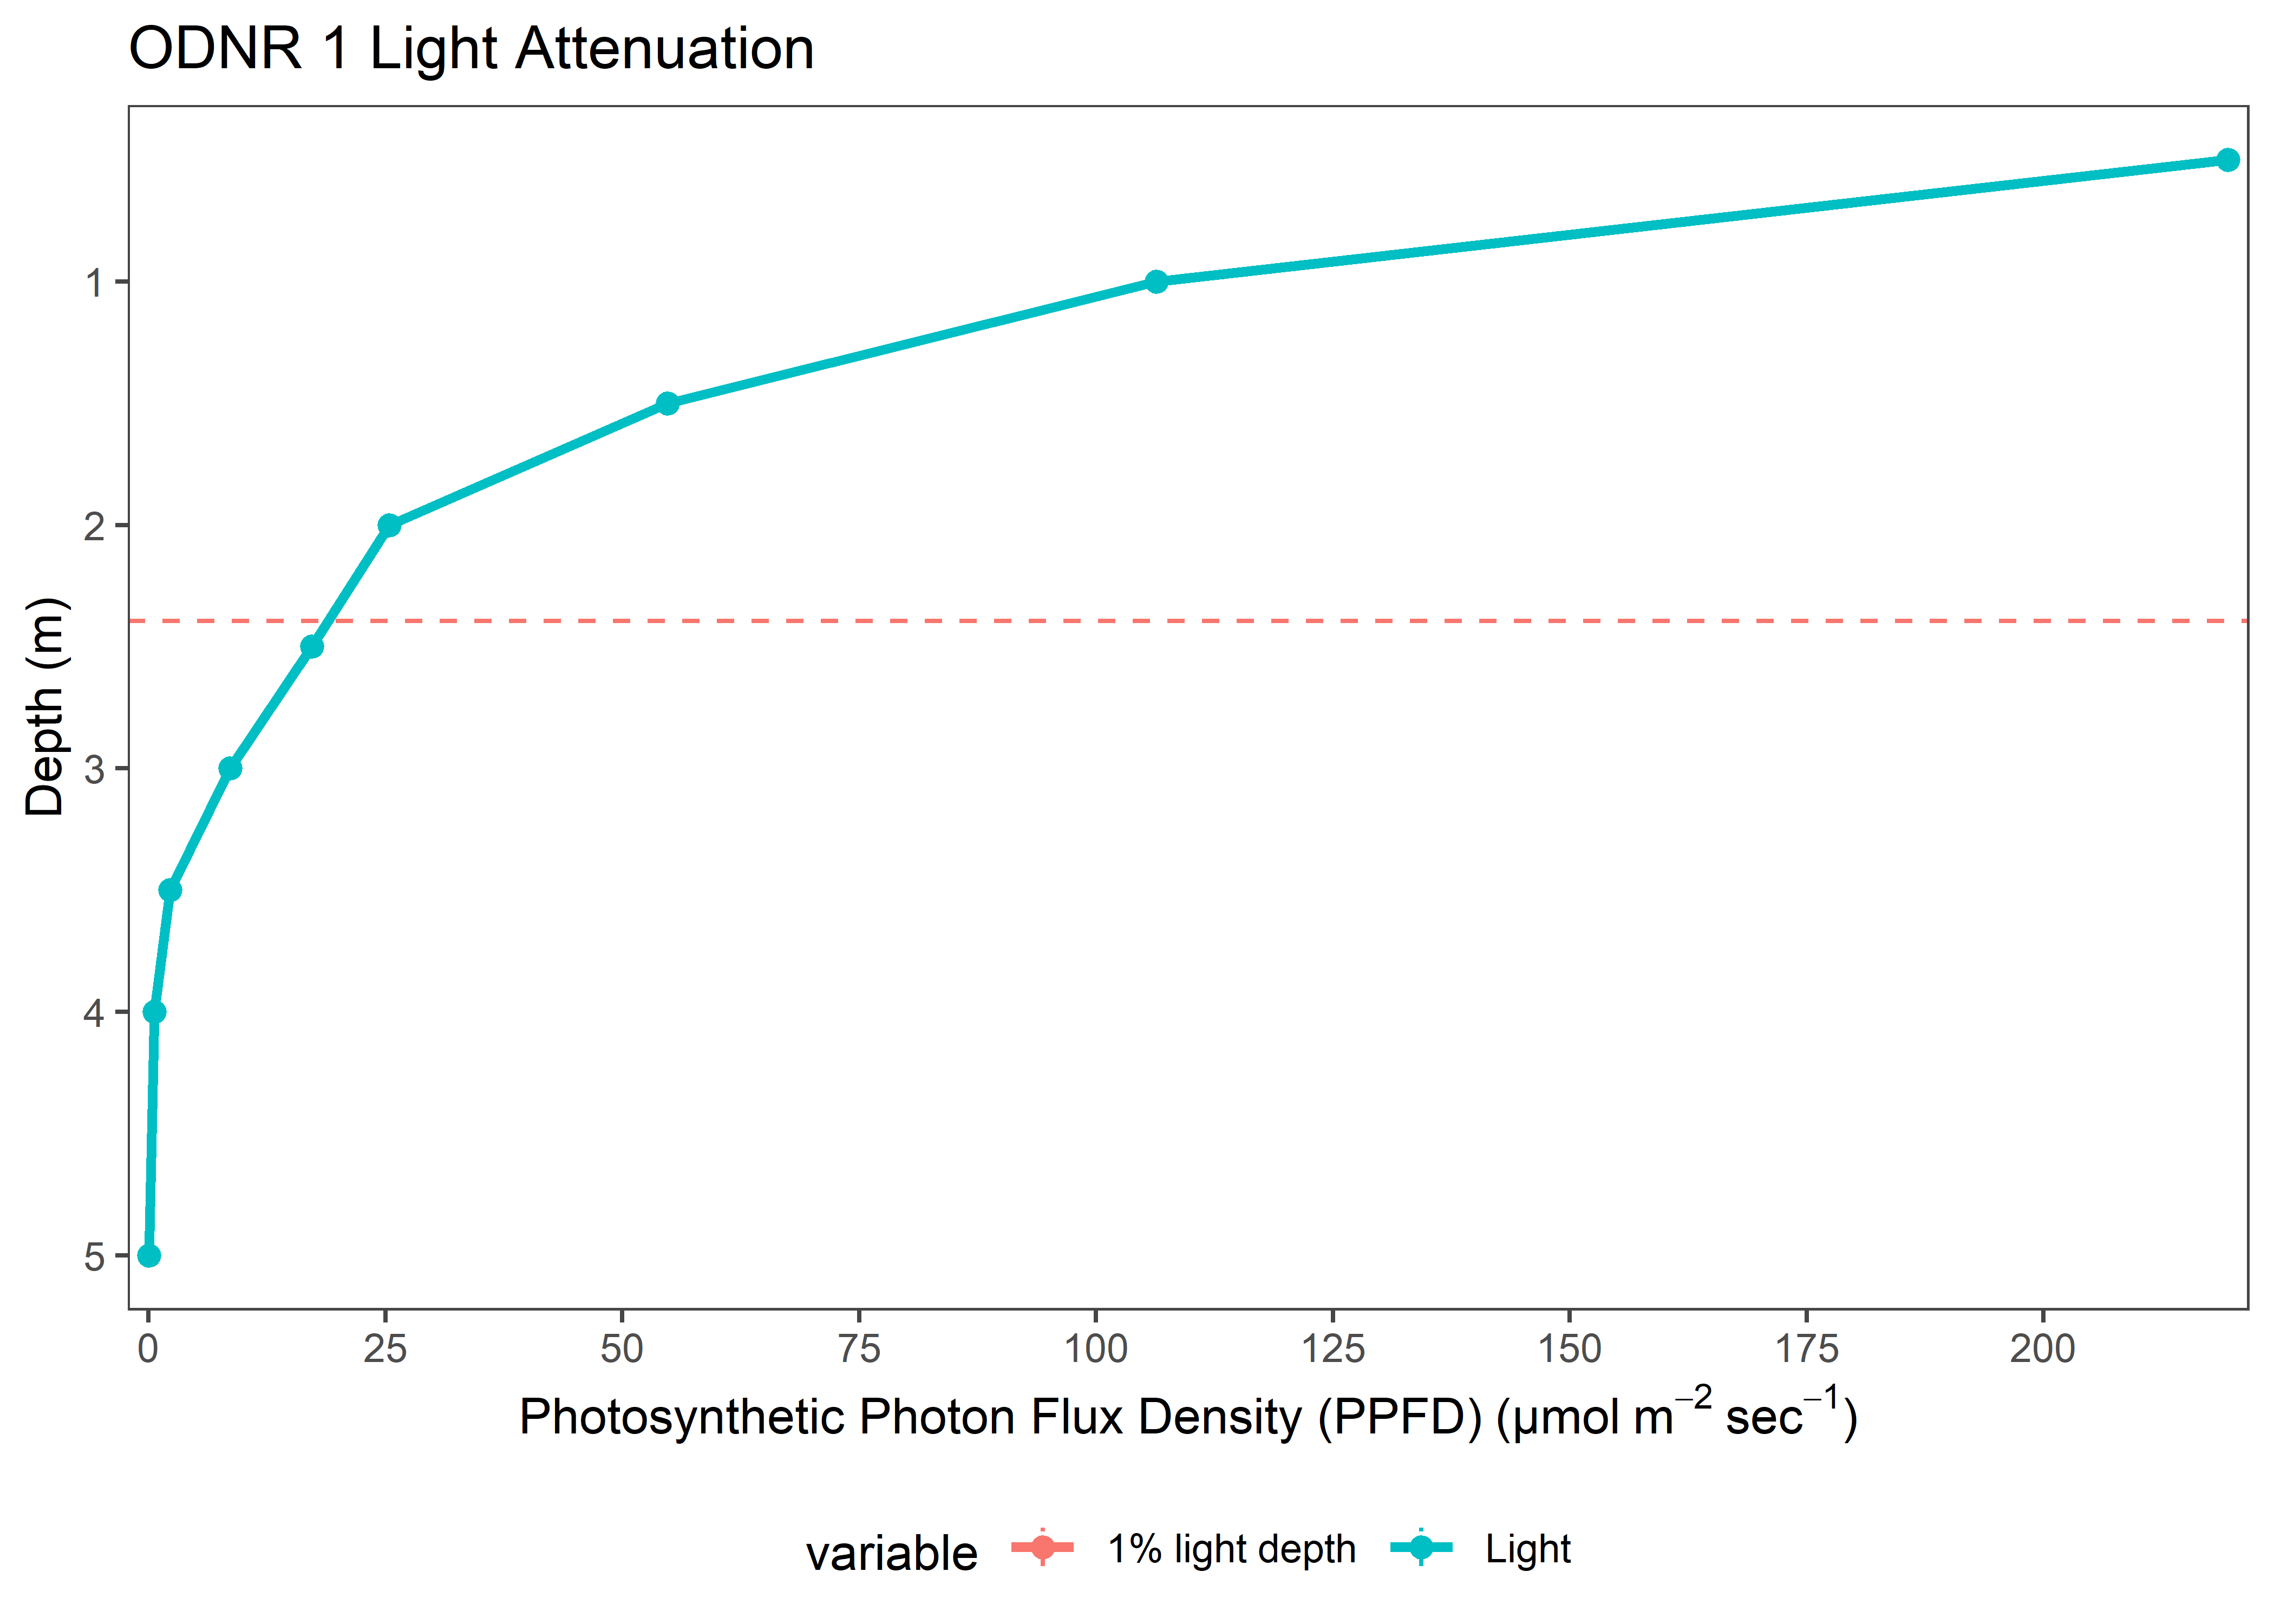 ODNR 1 Light Attenuation
Depth (m)
1
2
3
4
5
0 25 50 75 100 125 150 175 200
Photosynthetic Photon Flux Density (PPFD) (μmol m⁻² sec⁻¹)
variable 1% light depth Light